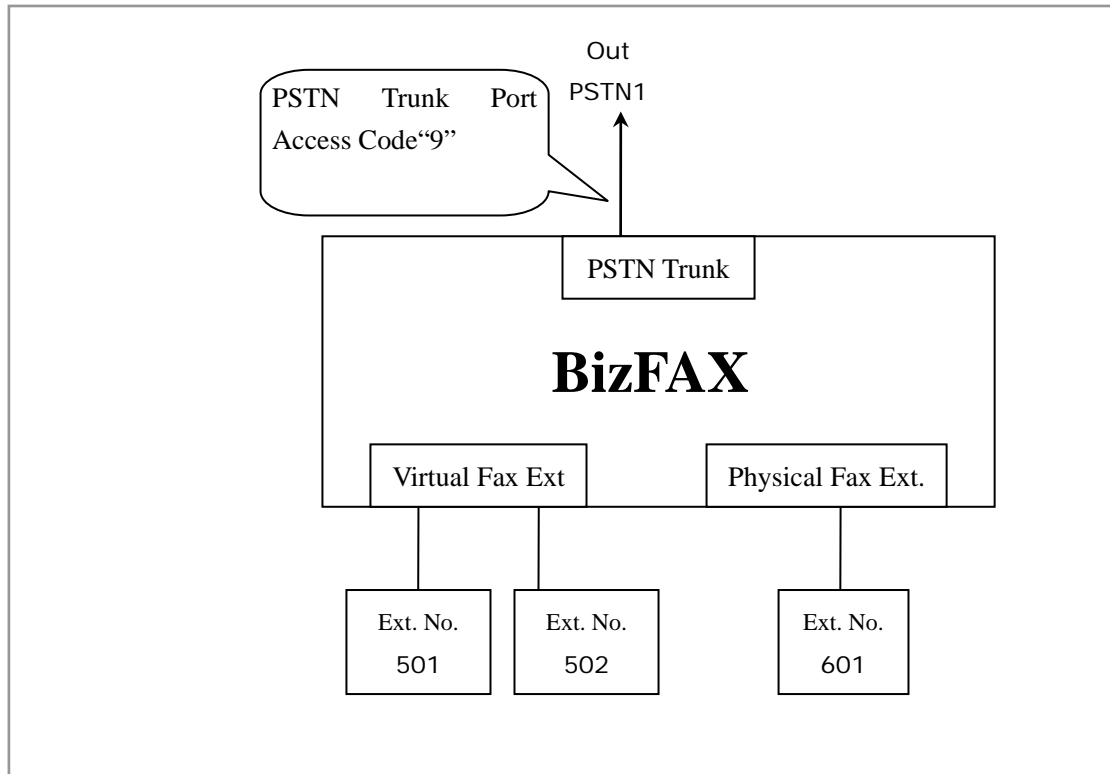 Out
PSTN1
PSTN Trunk Port
Access Code“9”
PSTN Trunk
BizFAX
Virtual Fax Ext
Physical Fax Ext.
Ext. No.
501
Ext. No.
502
Ext. No.
601